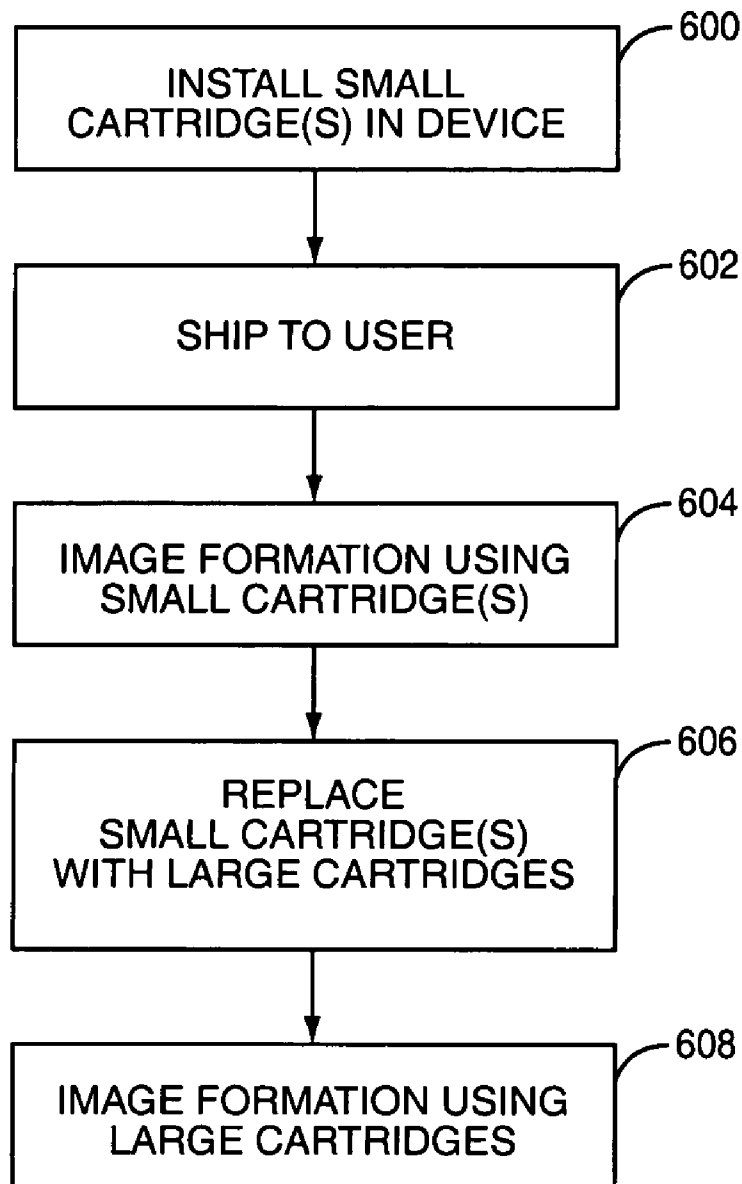 600
INSTALL SMALL
CARTRIDGE(S) IN DEVICE
602
SHIP TO USER
604
IMAGE FORMATION USING
SMALL CARTRIDGE(S)
606
REPLACE
SMALL CARTRIDGE(S)
WITH LARGE CARTRIDGES
608
IMAGE FORMATION USING
LARGE CARTRIDGES